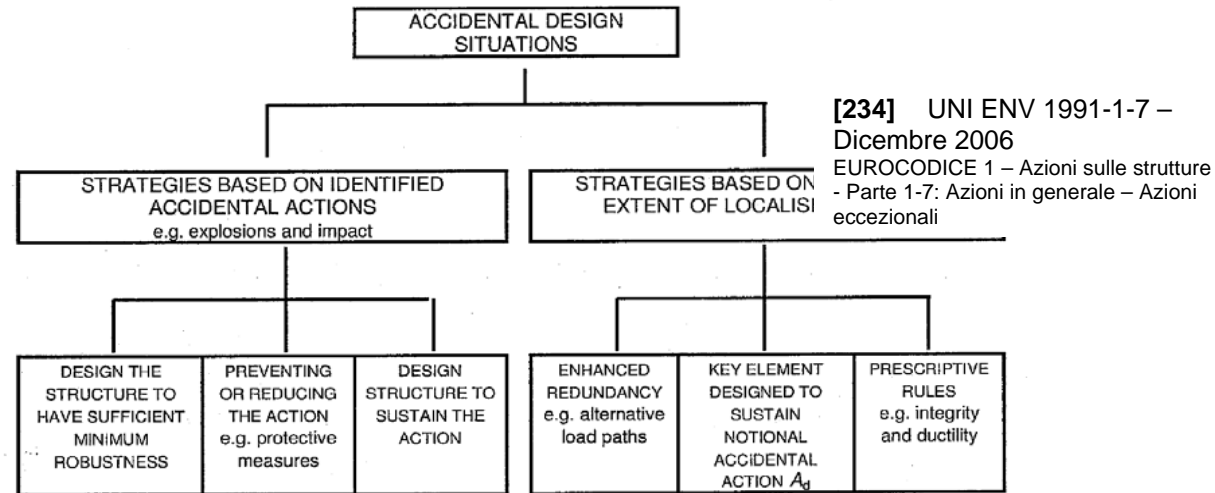 ACCIDENTAL DESIGN
SITUATIONS
[234] UNI ENV 1991-1-7 –
Dicembre 2006
EUROCODICE 1 – Azioni sulle strutture
- Parte 1-7: Azioni in generale – Azioni
eccezionali
STRATEGIES BASED ON IDENTIFIED
ACCIDENTAL ACTIONS
e.g. explosions and impact
STRATEGIES BASED ON
EXTENT OF
DESIGN THE
STRUCTURE TO
HAVE SUFFICIENT
MINIMUM
ROBUSTNESS
PREVENTING
OR REDUCING
THE ACTION
e.g. protective
measures
DESIGN
STRUCTURE TO
SUSTAIN THE
ACTION
ENHANCED
REDUNDANCY
e.g. alternative
load paths
KEY ELEMENT
DESIGNED TO
SUSTAIN
NOTIONAL
ACCIDENTAL
ACTION Ad
PRESCRIPTIVE
RULES
e.g. integrity
and ductility